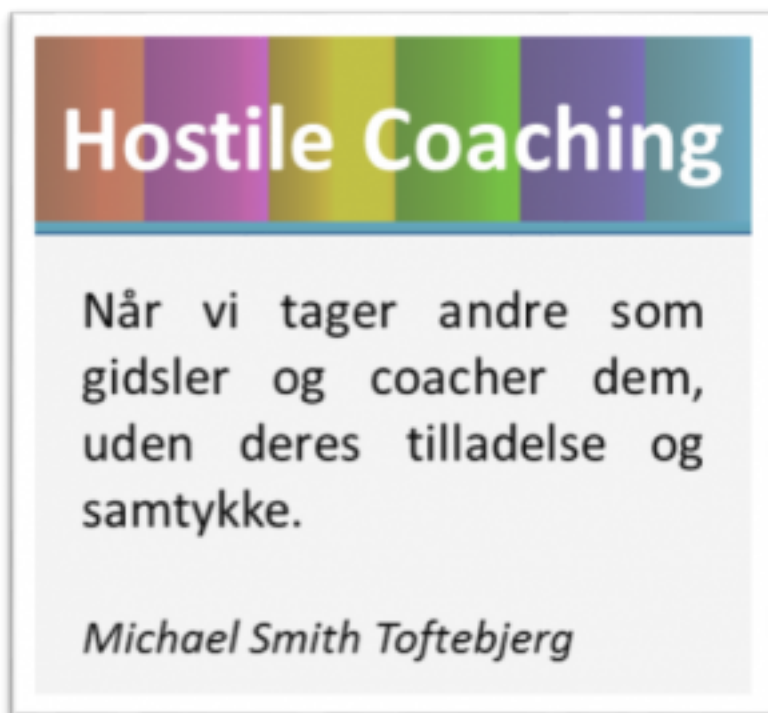 Hostile Coaching
Når vi tager andre som
gidsler og coacher dem,
uden deres tilladelse og
samtykke.
Michael Smith Toftebjerg